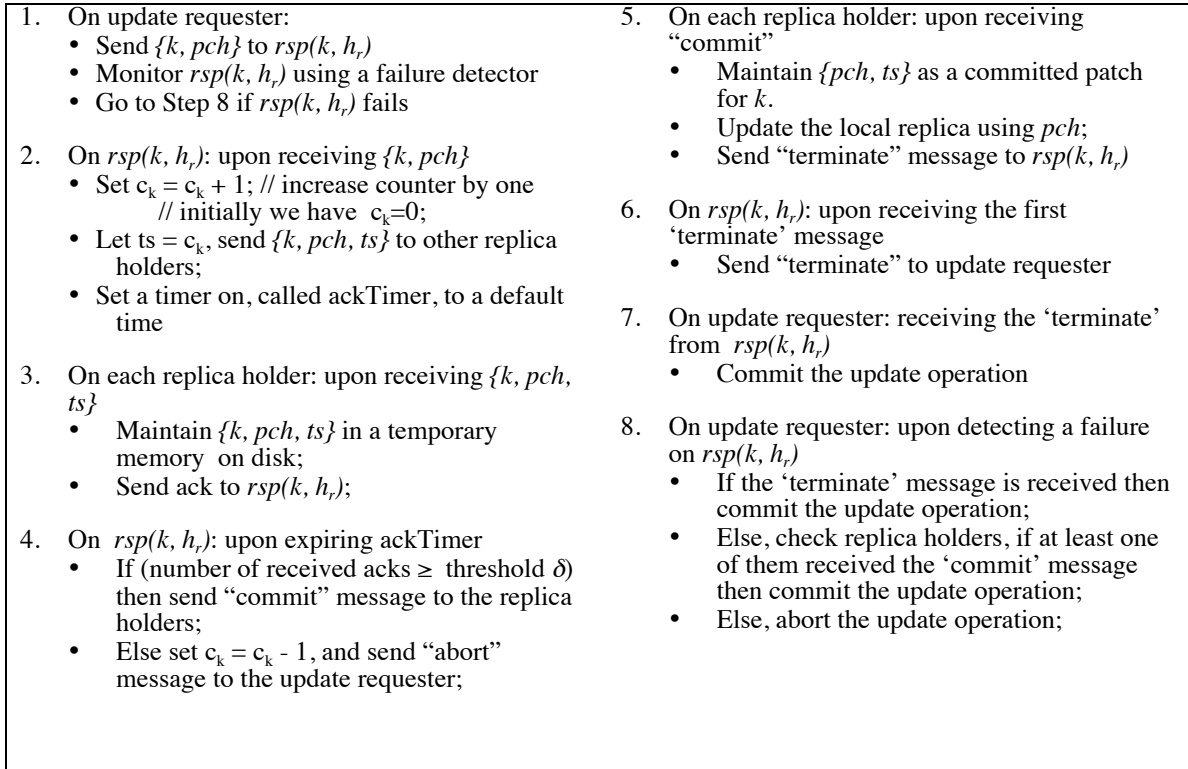 1. On update requester:
• Send {k, pch} to rsp(k, hr)
• Monitor rsp(k, hr) using a failure detector
• Go to Step 8 if rsp(k, hr) fails
2. On rsp(k, hr): upon receiving {k, pch}
• Set ck = ck + 1; // increase counter by one
// initially we have ck=0;
• Let ts = ck, send {k, pch, ts} to other replica
holders;
• Set a timer on, called ackTimer, to a default
time
3. On each replica holder: upon receiving {k, pch,
ts}
• Maintain {k, pch, ts} in a temporary
memory on disk;
• Send ack to rsp(k, hr);
4. On rsp(k, hr): upon expiring ackTimer
• If (number of received acks ≥ threshold δ)
then send “commit” message to the replica
holders;
• Else set ck = ck - 1, and send “abort”
message to the update requester;
5. On each replica holder: upon receiving
“commit”
• Maintain {pch, ts} as a committed patch
for k.
• Update the local replica using pch;
• Send “terminate” message to rsp(k, hr)
6. On rsp(k, hr): upon receiving the first
‘terminate’ message
• Send “terminate” to update requester
7. On update requester: receiving the ‘terminate’
from rsp(k, hr)
• Commit the update operation
8. On update requester: upon detecting a failure
on rsp(k, hr)
• If the ‘terminate’ message is received then
commit the update operation;
• Else, check replica holders, if at least one
of them received the ‘commit’ message
then commit the update operation;
• Else, abort the update operation;